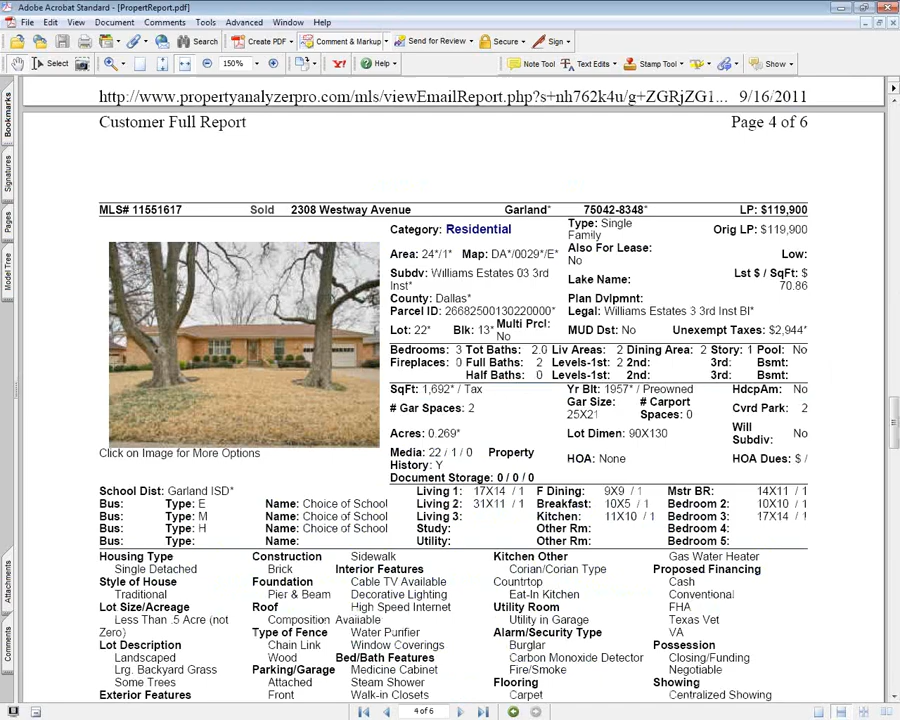 Adobe Acrobat Standard - [PropertReport.pdf]
File Edit View Document Comments Tools Advanced Window Help
Search Create PDF Comment & Markup Send for Review Secure Sign
Select 150% Help Note Tool Text Edits Stamp Tool Show
Bookmarks
Signatures
Pages
Model Tree
Attachments
Comments
http://www.propertyanalyzerpro.com/mls/viewEmailReport.php?s+nh762k4u/g+ZGRjZG1... 9/16/2011
Customer Full Report Page 4 of 6
MLS# 11551617 Sold 2308 Westway Avenue Garland* 75042-8348* LP: $119,900
Category: Residential Type: Single Family Orig LP: $119,900
Area: 24*/1* Map: DA*/0029*/E* Also For Lease: No Low:
Subdv: Williams Estates 03 3rd Inst* Lake Name: Lst $ / SqFt: $ 70.86
County: Dallas* Plan Dvlpmnt:
Parcel ID: 26682500130220000* Legal: Williams Estates 3 3rd Inst Bl*
Lot: 22* Blk: 13* Multi Prcl: No MUD Dst: No Unexempt Taxes: $2,944*
Bedrooms: 3 Tot Baths: 2.0 Liv Areas: 2 Dining Area: 2 Story: 1 Pool: No
Fireplaces: 0 Full Baths: 2 Levels-1st: 2 2nd: 3rd: Bsmt:
Half Baths: 0 Levels-1st: 2nd: 3rd: Bsmt:
SqFt: 1,692* / Tax Yr Blt: 1957* / Preowned HdcpAm: No
# Gar Spaces: 2 Gar Size: 25X21 # Carport Spaces: 0 Cvrd Park: 2
Acres: 0.269* Lot Dimen: 90X130 Will Subdiv: No
Media: 22 / 1 / 0 Property History: Y HOA: None HOA Dues: $ /
Click on Image for More Options
Document Storage: 0 / 0 / 0
School Dist: Garland ISD* Living 1: 17X14 / 1 F Dining: 9X9 / 1 Mstr BR: 14X11 / 1
Bus: Type: E Name: Choice of School Living 2: 31X11 / 1 Breakfast: 10X5 / 1 Bedroom 2: 10X10 / 1
Bus: Type: M Name: Choice of School Living 3: Kitchen: 11X10 / 1 Bedroom 3: 17X14 / 1
Bus: Type: H Name: Choice of School Study: Other Rm: Bedroom 4:
Bus: Type: Name: Utility: Other Rm: Bedroom 5:
Housing Type Construction Sidewalk Kitchen Other Gas Water Heater
Single Detached Brick Interior Features Corian/Corian Type Proposed Financing
Style of House Foundation Cable TV Available Countrtop Cash
Traditional Pier & Beam Decorative Lighting Eat-In Kitchen Conventional
Lot Size/Acreage Roof High Speed Internet Utility Room FHA
Less Than .5 Acre (not Composition Available Utility in Garage Texas Vet
Zero) Type of Fence Water Purifier Alarm/Security Type VA
Lot Description Chain Link Window Coverings Burglar Possession
Landscaped Wood Bed/Bath Features Carbon Monoxide Detector Closing/Funding
Lrg. Backyard Grass Parking/Garage Medicine Cabinet Fire/Smoke Negotiable
Some Trees Attached Steam Shower Flooring Showing
Exterior Features Front Walk-in Closets Carpet Centralized Showing
4 of 6